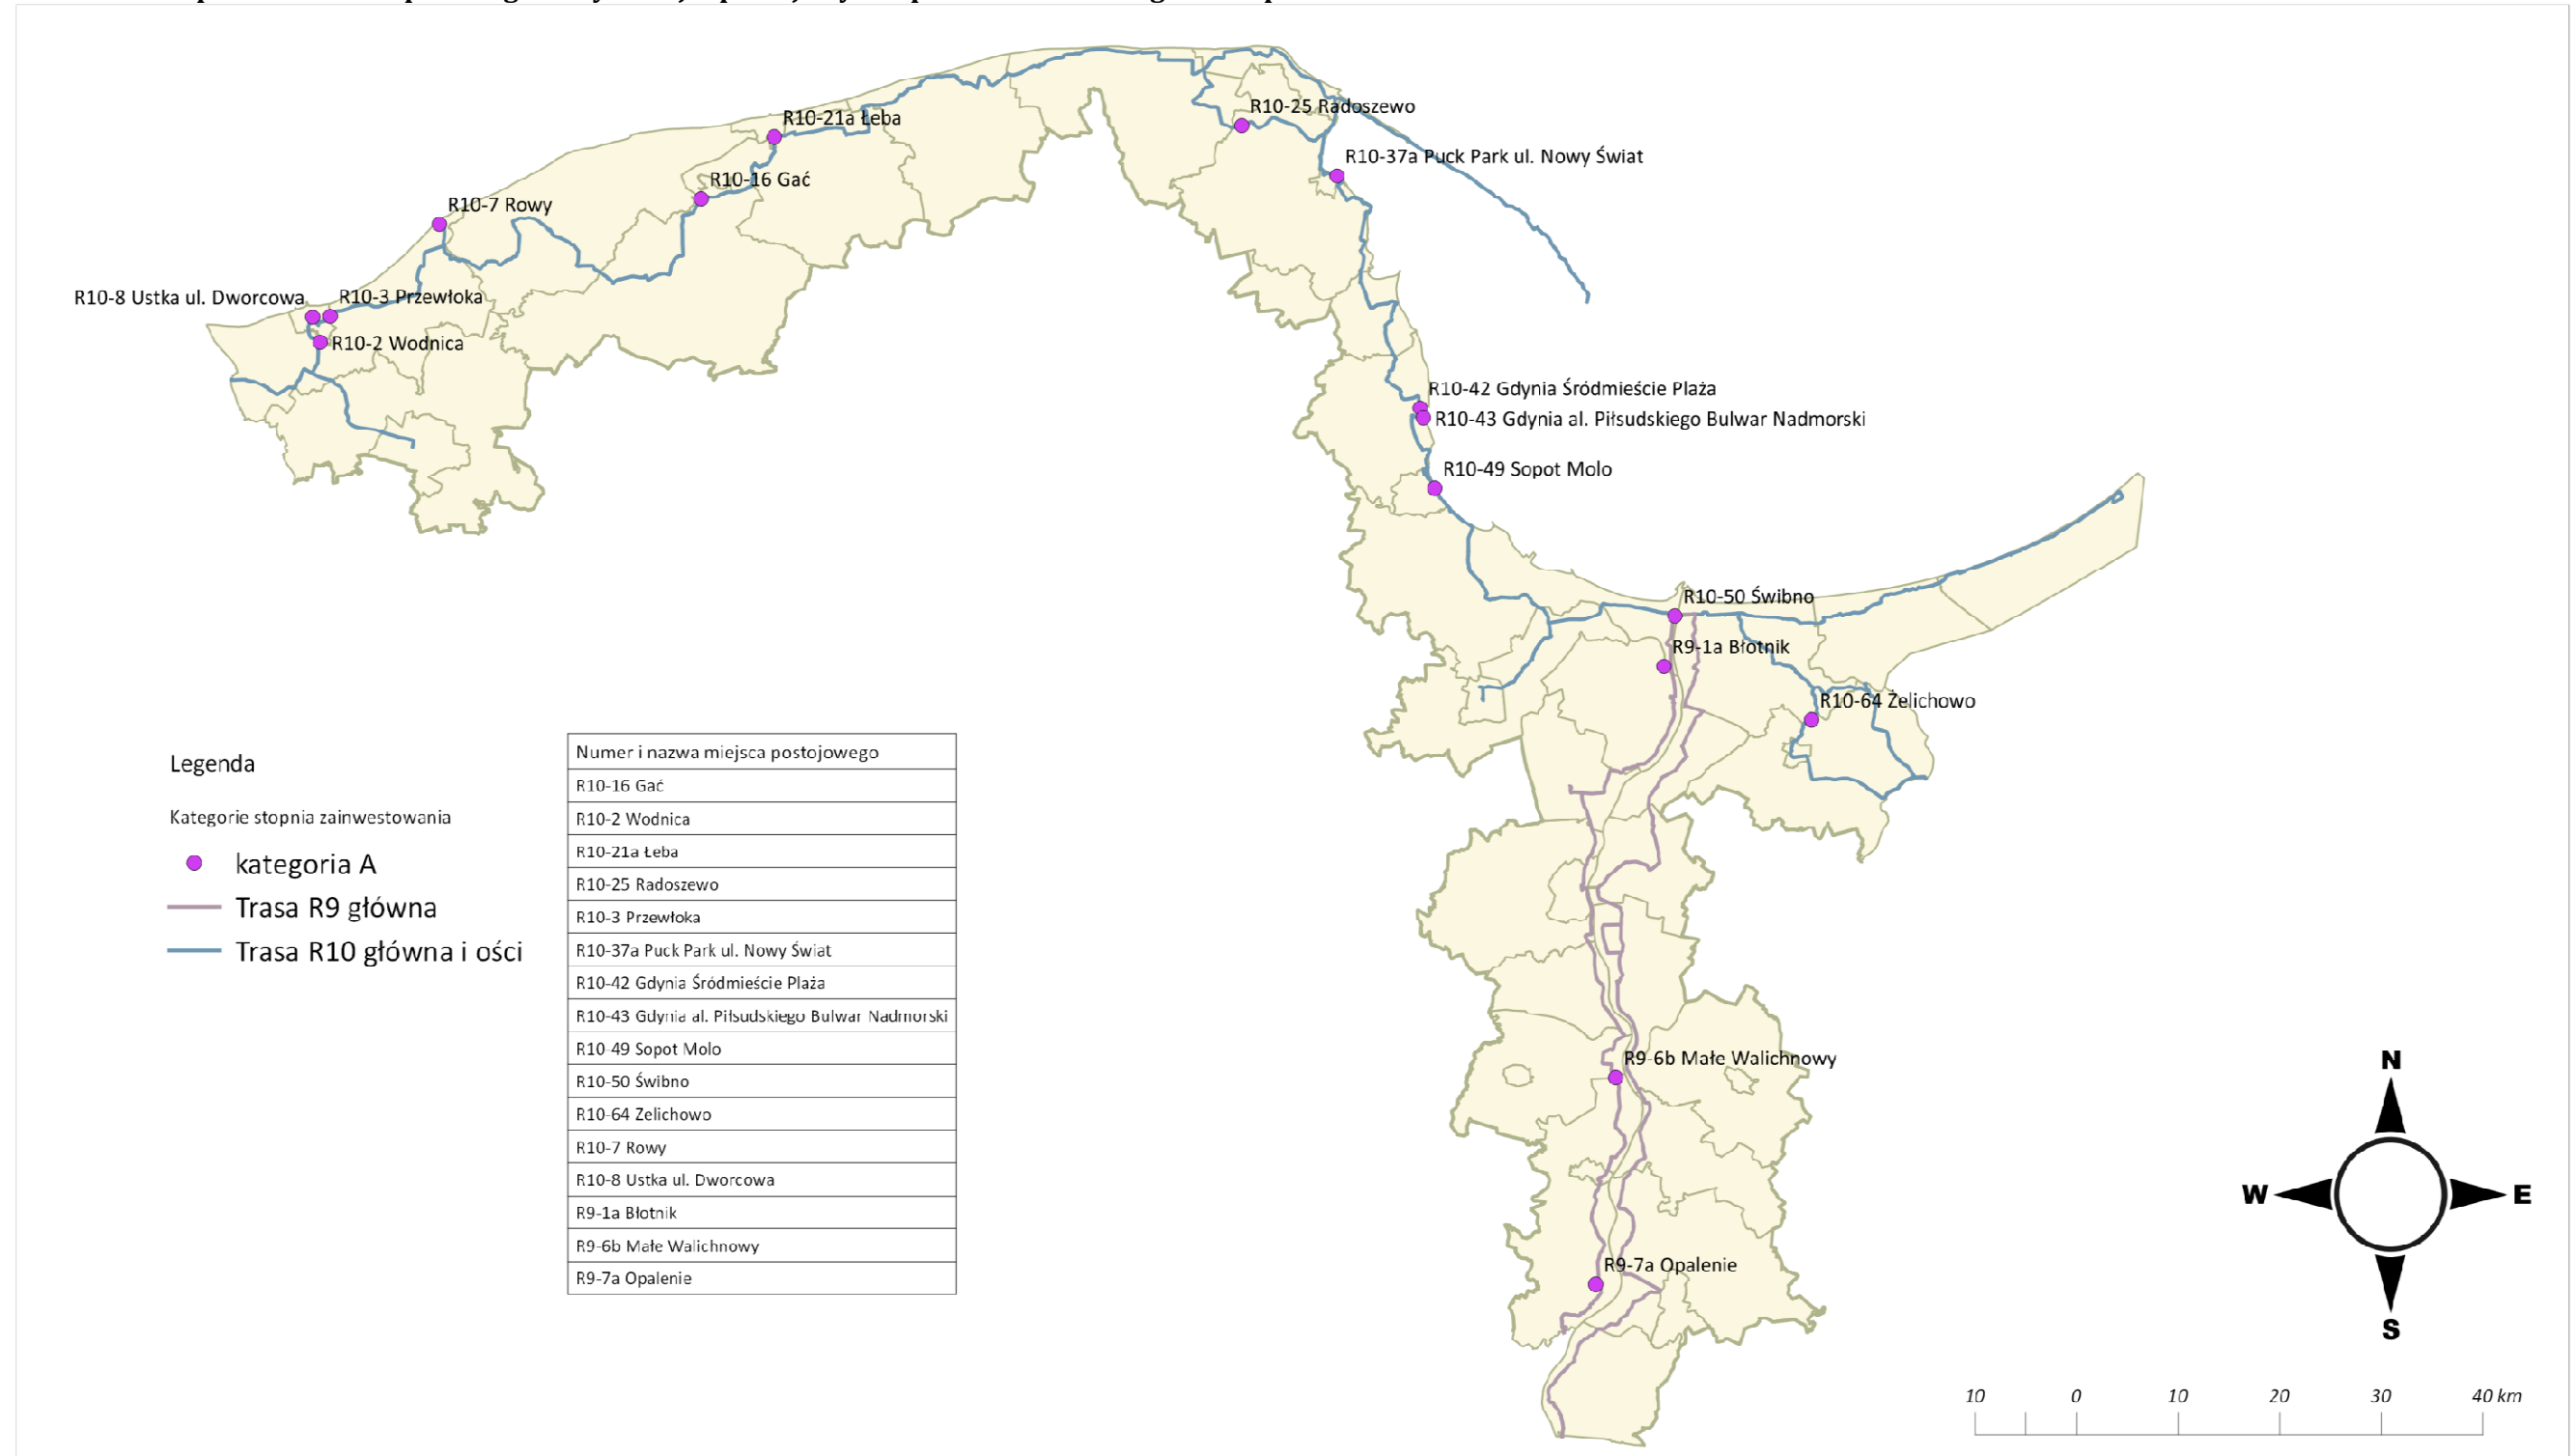 R10-25 Radoszewo
R10-21a Łeba
R10-37a Puck Park ul. Nowy Świat
R10-16 Gać
R10-7 Rowy
R10-8 Ustka ul. Dworcowa
R10-3 Przewłoka
R10-2 Wodnica
R10-42 Gdynia Śródmieście Plaża
R10-43 Gdynia al. Piłsudskiego Bulwar Nadmorski
R10-49 Sopot Molo
R10-50 Świbno
R9-1a Błotnik
R10-64 Żelichowo
R9-6b Małe Walichnowy
R9-7a Opalenie
Legenda
Kategorie stopnia zainwestowania
kategoria A
Trasa R9 główna
Trasa R10 główna i ości
Numer i nazwa miejsca postojowego
R10-16 Gać
R10-2 Wodnica
R10-21a Łeba
R10-25 Radoszewo
R10-3 Przewłoka
R10-37a Puck Park ul. Nowy Świat
R10-42 Gdynia Śródmieście Plaża
R10-43 Gdynia al. Piłsudskiego Bulwar Nadmorski
R10-49 Sopot Molo
R10-50 Świbno
R10-64 Żelichowo
R10-7 Rowy
R10-8 Ustka ul. Dworcowa
R9-1a Błotnik
R9-6b Małe Walichnowy
R9-7a Opalenie
N
W E
S
10 0 10 20 30 40 km